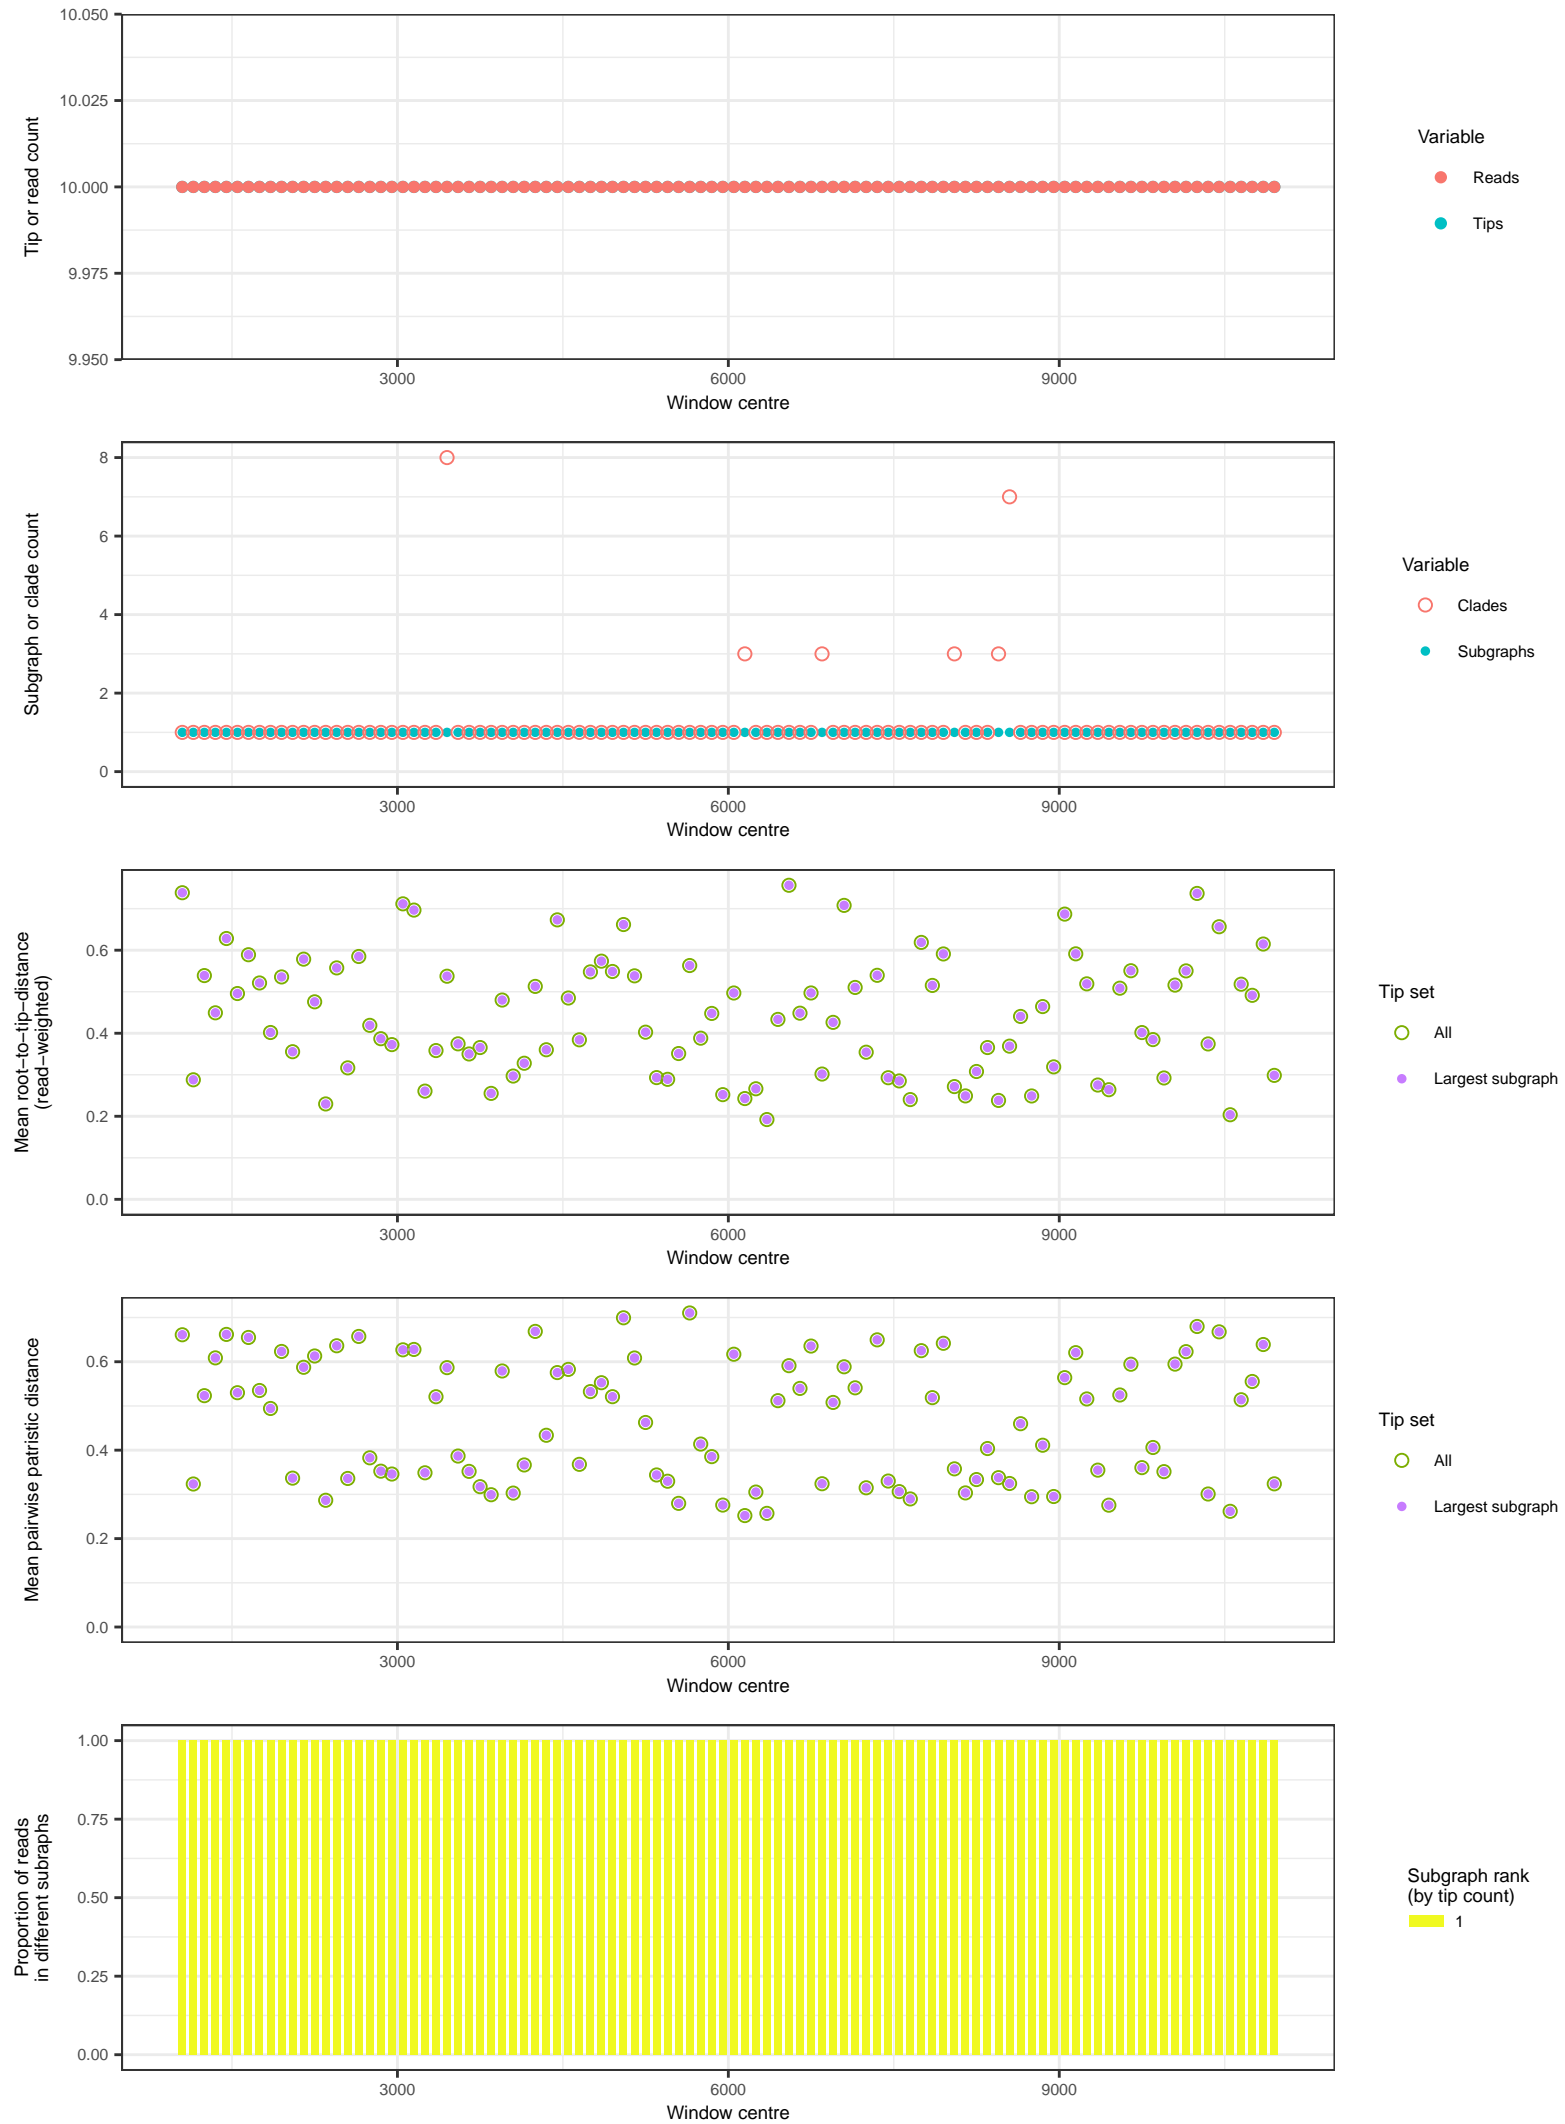 10.050
10.025
10.000
9.975
9.950
Tip or read count
3000
6000
9000
Window centre
Variable
Reads
Tips
8
6
4
2
0
Subgraph or clade count
3000
6000
9000
Window centre
Variable
Clades
Subgraphs
0.6
0.4
0.2
0.0
Mean root−to−tip−distance
(read−weighted)
3000
6000
9000
Window centre
Tip set
All
Largest subgraph
0.6
0.4
0.2
0.0
Mean pairwise patristic distance
3000
6000
9000
Window centre
Tip set
All
Largest subgraph
1.00
0.75
0.50
0.25
0.00
Proportion of reads
in different subraphs
3000
6000
9000
Window centre
Subgraph rank
(by tip count)
1